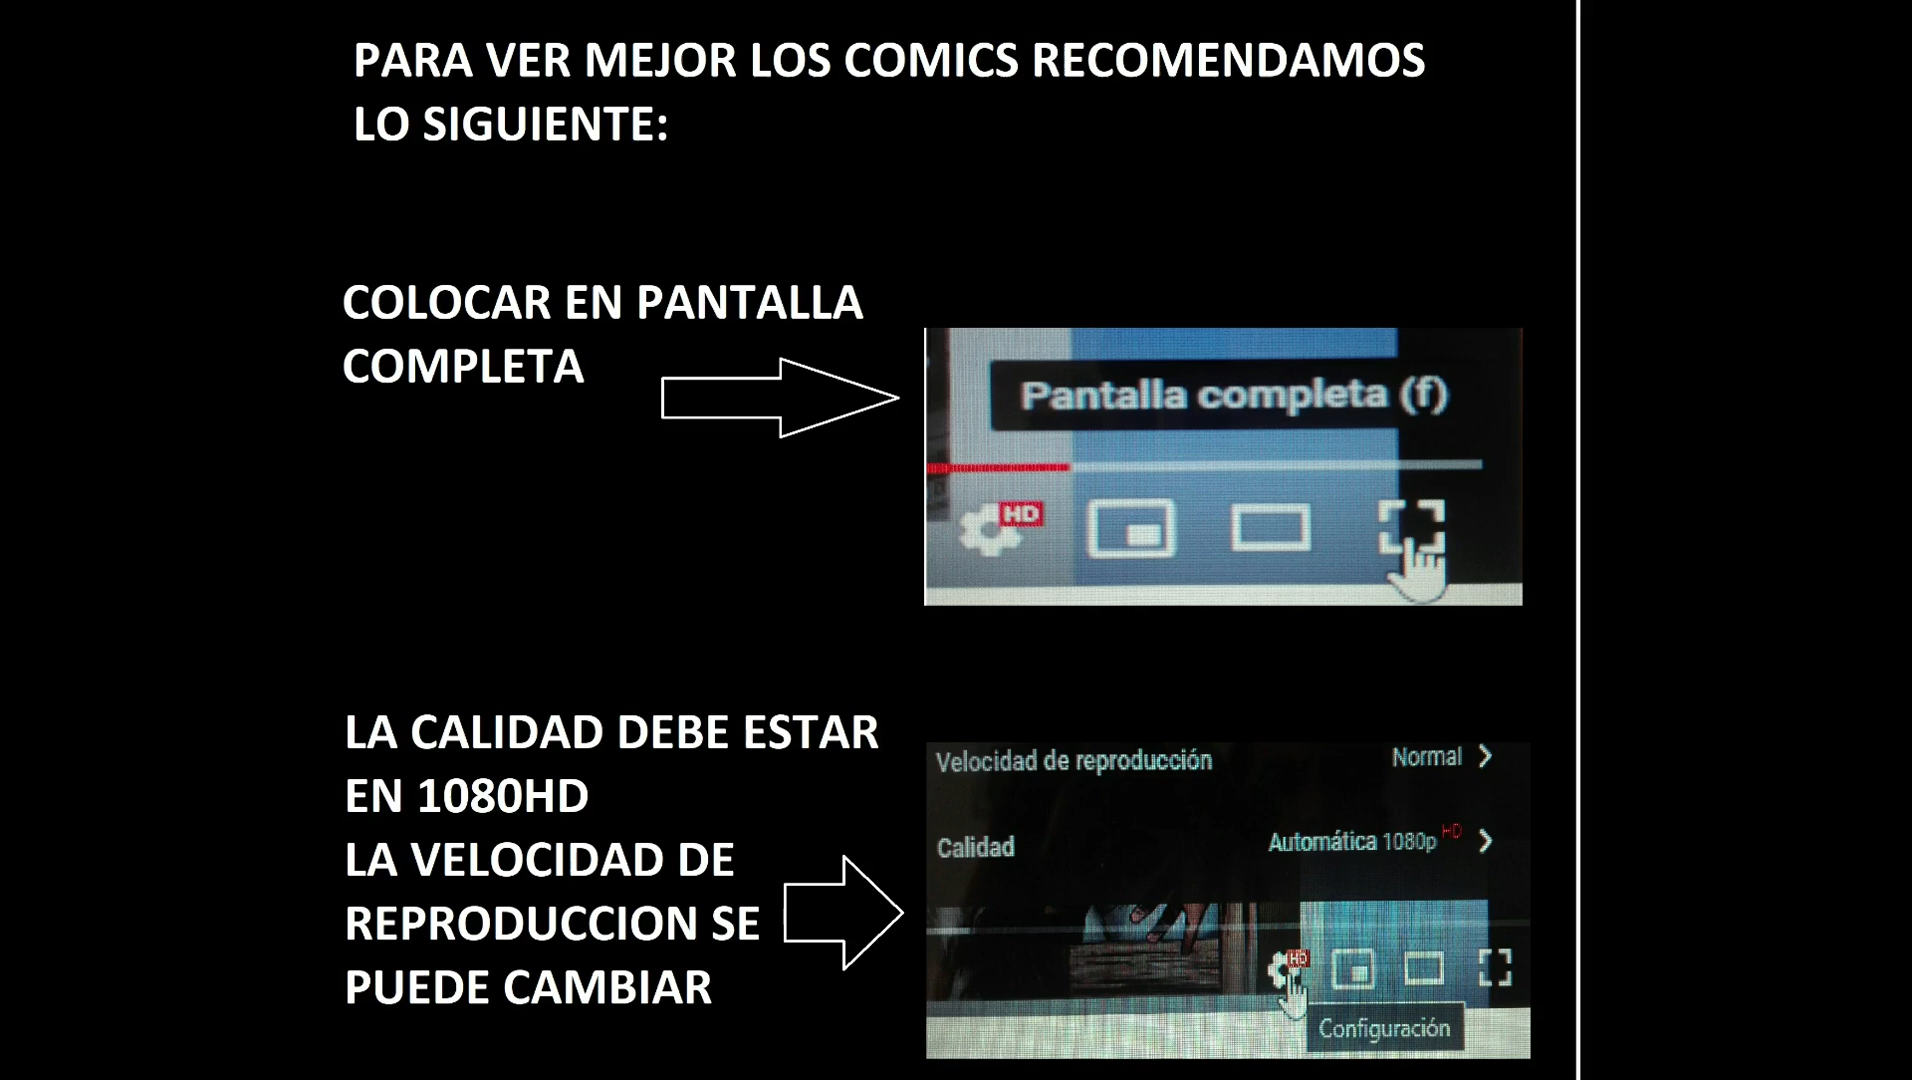 PARA VER MEJOR LOS COMICS RECOMENDAMOS
LO SIGUIENTE:
COLOCAR EN PANTALLA
COMPLETA
Pantalla completa (f)
HD
LA CALIDAD DEBE ESTAR
EN 1080HD
LA VELOCIDAD DE
REPRODUCCION SE
PUEDE CAMBIAR
Velocidad de reproducción Normal
Calidad Automática 1080p HD
HD
Configuración